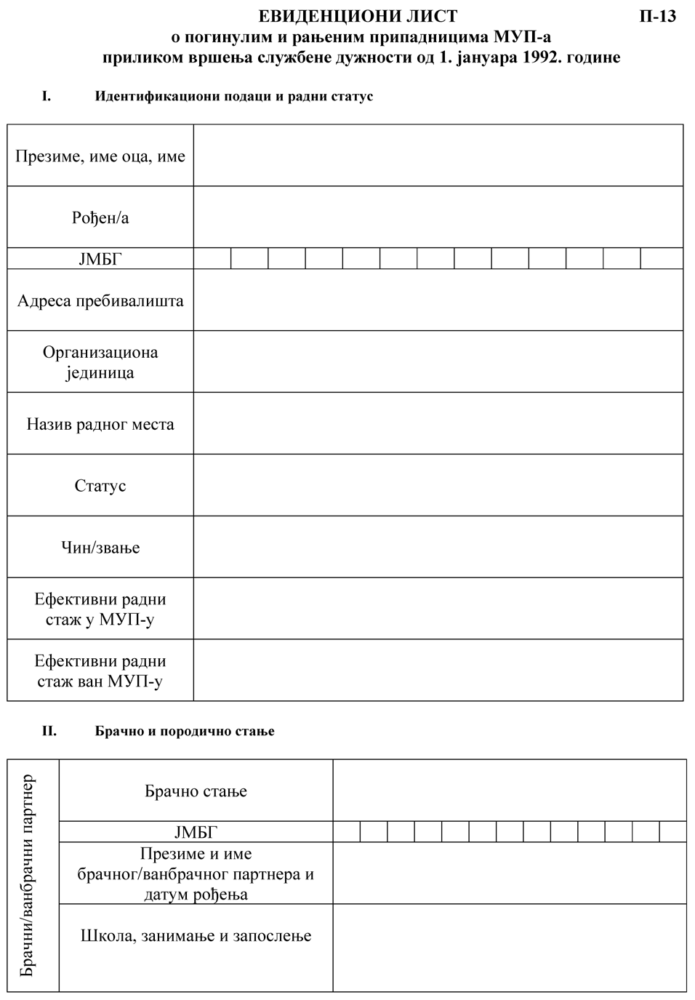 ЕВИДЕНЦИОНИ ЛИСТ П-13
о погинулим и рањеним припадницима МУП-а
приликом вршења службене дужности од 1. јануара 1992. године
I. Идентификациони подаци и радни статус
Презиме, име оца, име
Рођен/а
ЈМБГ
Адреса пребивалишта
Организациона
јединица
Назив радног места
Статус
Чин/звање
Ефективни радни
стаж у МУП-у
Ефективни радни
стаж ван МУП-у
II. Брачно и породично стање
Брачни/ванбрачни партнер
Брачно стање
ЈМБГ
Презиме и име
брачног/ванбрачног партнера и
датум рођења
Школа, занимање и запослење